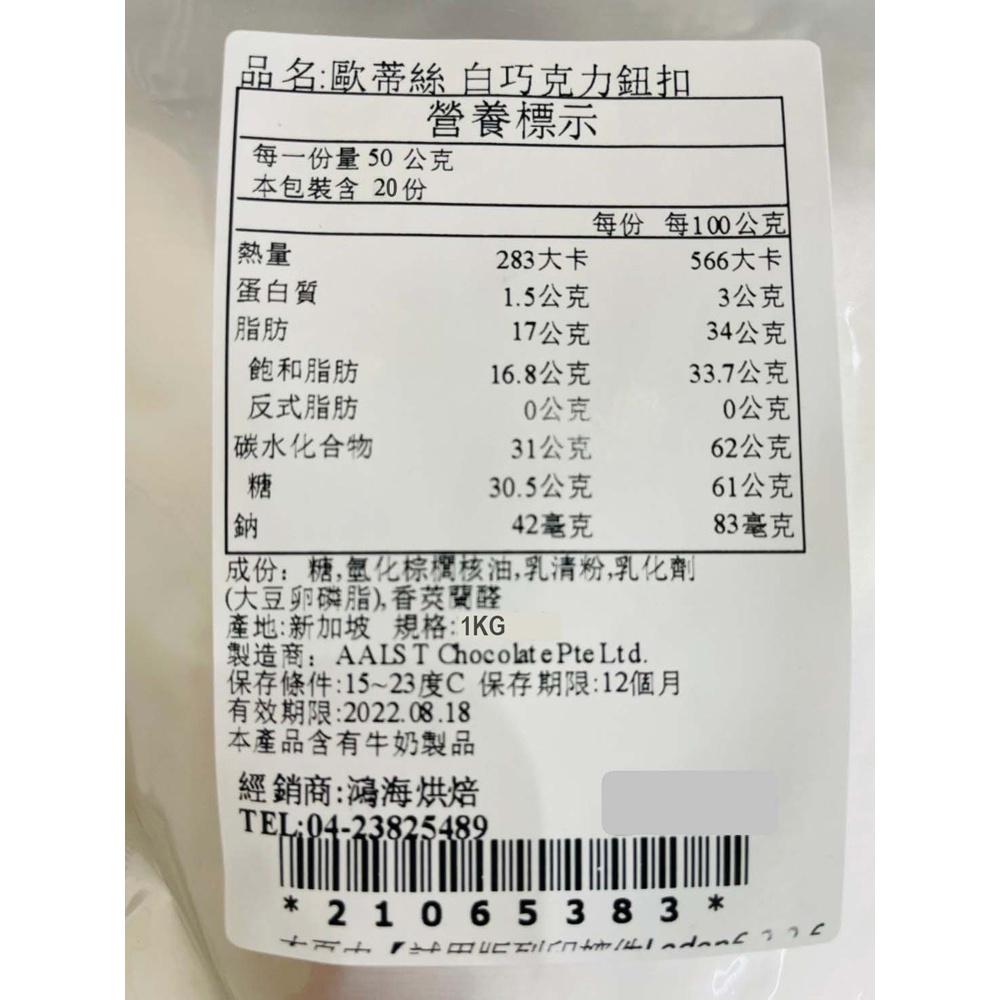 品名:歐蒂絲 白巧克力鈕扣
營養標示
每一份量 50 公克
本包裝含 20份
每份 每100公克
熱量 283大卡 566大卡
蛋白質 1.5公克 3公克
脂肪 17公克 34公克
飽和脂肪 16.8公克 33.7公克
反式脂肪 0公克 0公克
碳水化合物 31公克 62公克
糖 30.5公克 61公克
鈉 42毫克 83毫克
成份：糖,氫化棕櫚核油,乳清粉,乳化劑
(大豆卵磷脂),香莢蘭醛
產地:新加坡 規格:1KG
製造商：AALST Chocolate Pte Ltd.
保存條件:15~23度C 保存期限:12個月
有效期限:2022.08.18
本產品含有牛奶製品
經銷商:鴻海烘焙
TEL:04-23825489
*21065383*